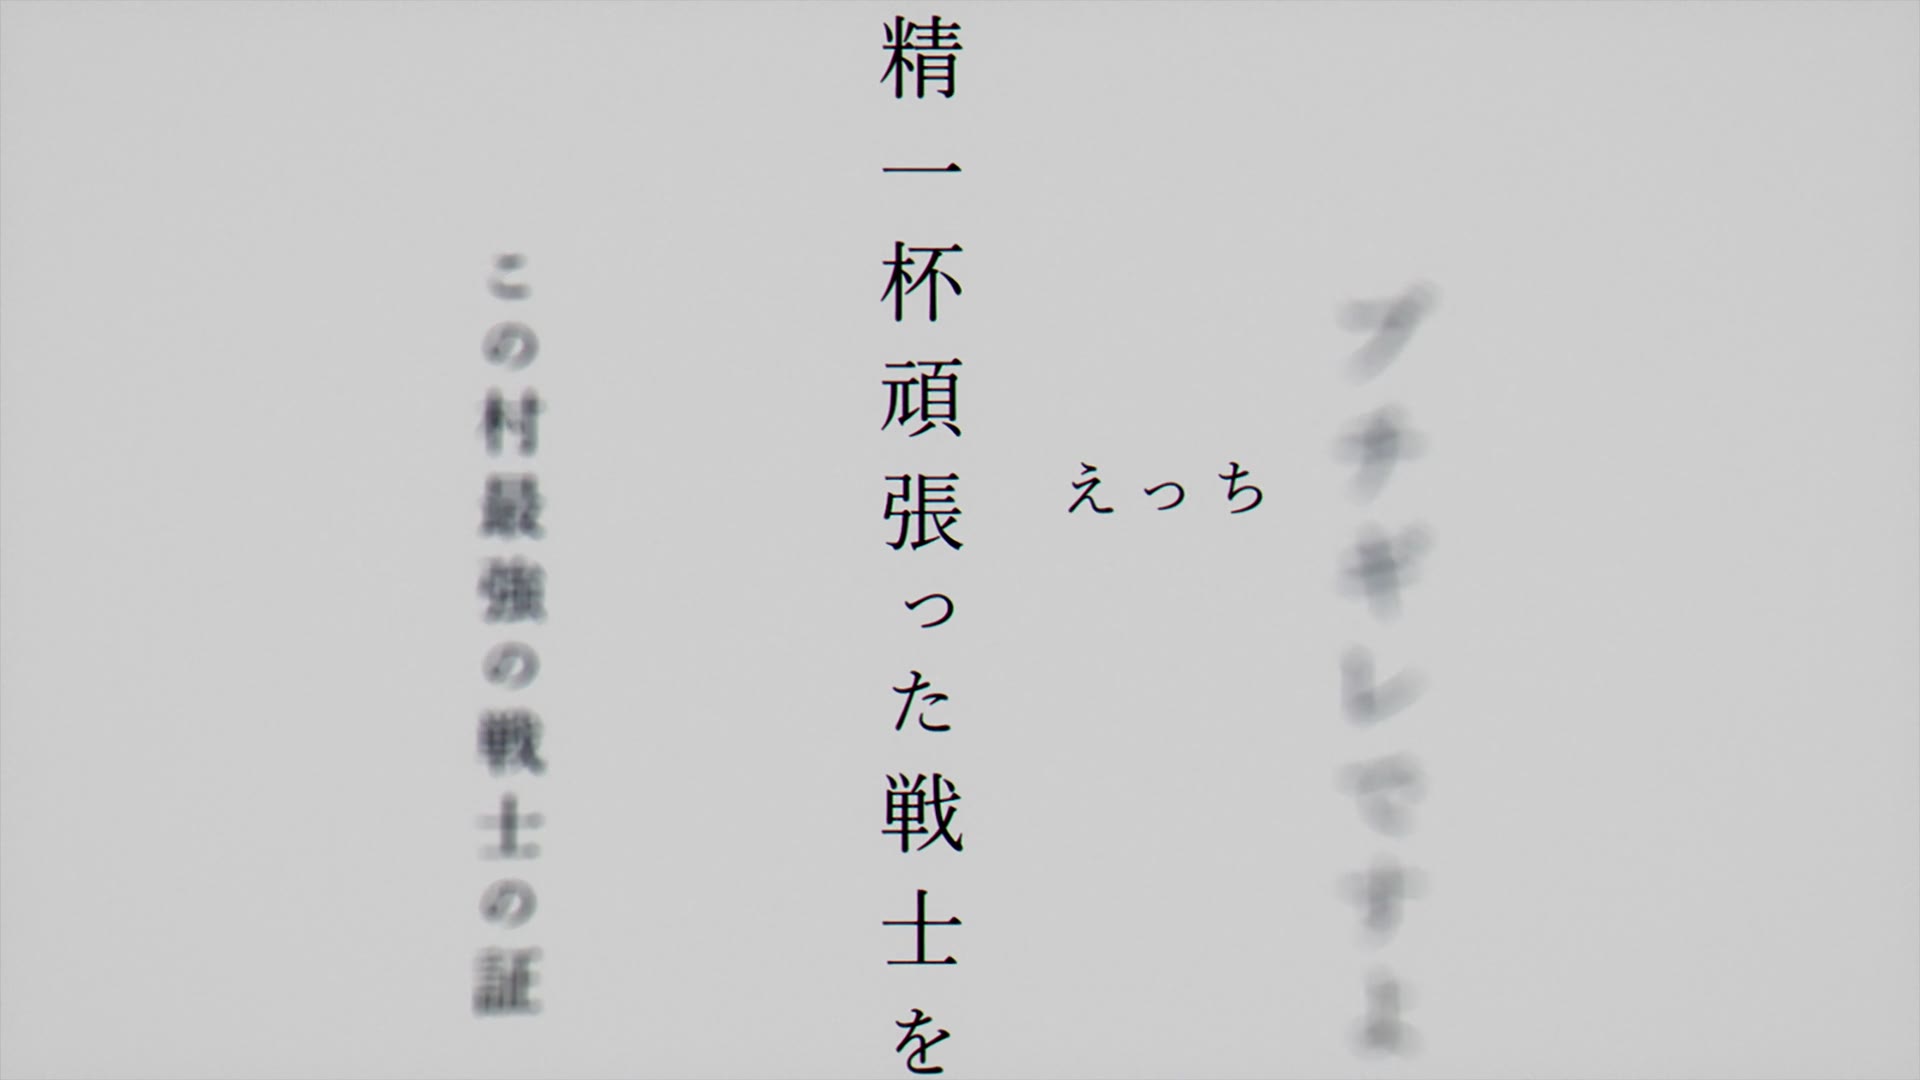 ブチギレですよ
えっち
精一杯頑張った戦士を
この村最強の戦士の証